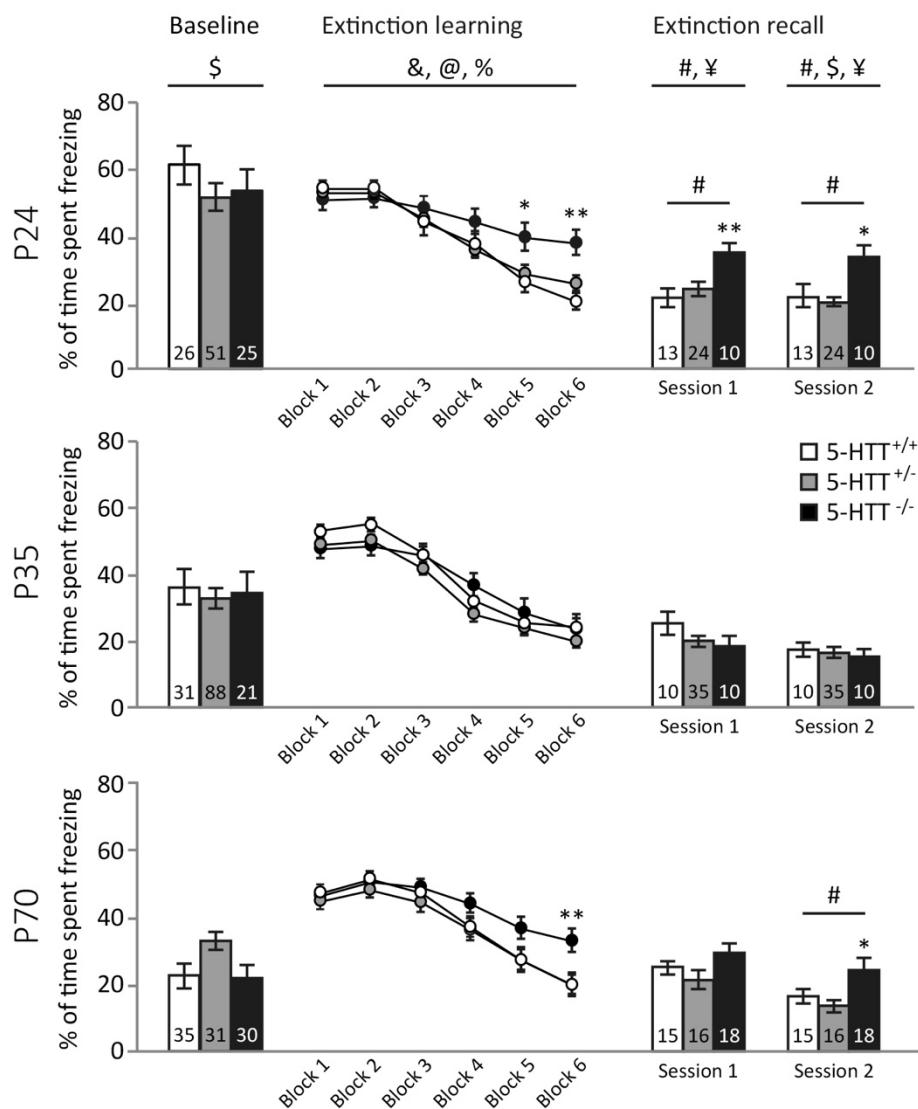 Baseline Extinction learning Extinction recall
$ &, @, % #, ¥ #, $, ¥
P24
% of time spent freezing
80
60
40
20
0
26 51 25
* **
Block 1 Block 2 Block 3 Block 4 Block 5 Block 6
# #
** *
13 24 10 13 24 10
Session 1 Session 2
P35
% of time spent freezing
80
60
40
20
0
31 88 21
Block 1 Block 2 Block 3 Block 4 Block 5 Block 6
5-HTT+/+
5-HTT+/-
5-HTT-/-
10 35 10 10 35 10
Session 1 Session 2
P70
% of time spent freezing
80
60
40
20
0
35 31 30
**
Block 1 Block 2 Block 3 Block 4 Block 5 Block 6
#
*
15 16 18 15 16 18
Session 1 Session 2